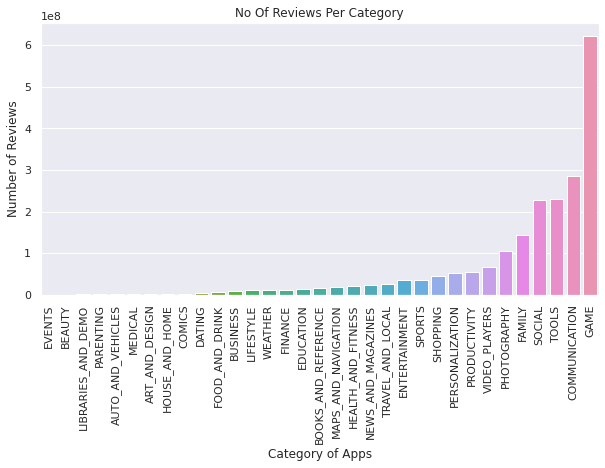 No Of Reviews Per Category
1e8
6
5
4
3
2
1
0
Number of Reviews
EVENTS
BEAUTY
LIBRARIES_AND_DEMO
PARENTING
AUTO_AND_VEHICLES
MEDICAL
ART_AND_DESIGN
HOUSE_AND_HOME
COMICS
DATING
FOOD_AND_DRINK
BUSINESS
LIFESTYLE
WEATHER
FINANCE
EDUCATION
BOOKS_AND_REFERENCE
MAPS_AND_NAVIGATION
HEALTH_AND_FITNESS
NEWS_AND_MAGAZINES
TRAVEL_AND_LOCAL
ENTERTAINMENT
SPORTS
SHOPPING
PERSONALIZATION
PRODUCTIVITY
VIDEO_PLAYERS
PHOTOGRAPHY
FAMILY
SOCIAL
TOOLS
COMMUNICATION
GAME
Category of Apps